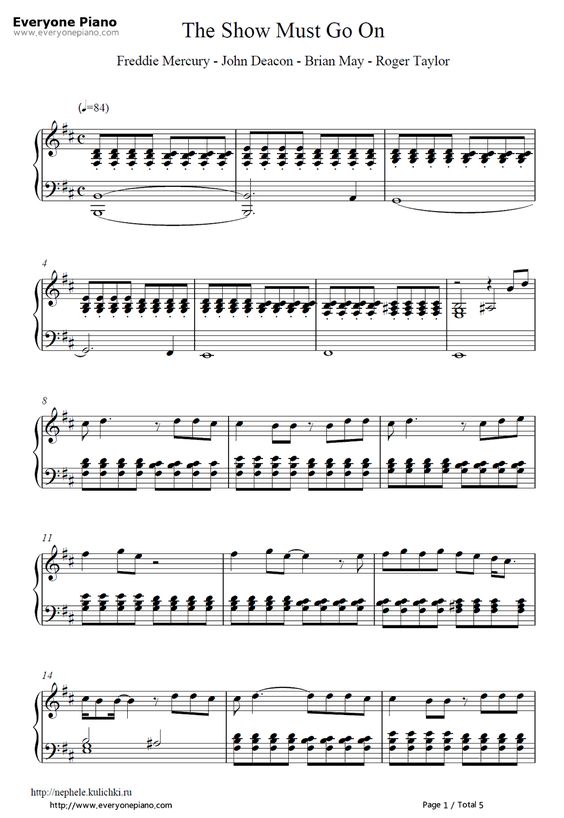 Everyone Piano
www.everyonepiano.com
The Show Must Go On
Freddie Mercury - John Deacon - Brian May - Roger Taylor
(♩=84)
4
8
11
14
http://nephele.kulichki.ru
http://www.everyonepiano.com/
Page 1 / Total 5